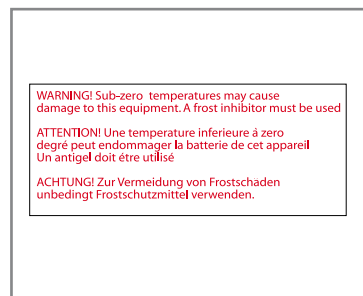 WARNING! Sub-zero temperatures may cause
damage to this equipment. A frost inhibitor must be used
ATTENTION! Une temperature inferieure á zero
degré peut endommager la batterie de cet appareil
Un antigel doit étre utilisé
ACHTUNG! Zur Vermeidung von Frostschäden
unbedingt Frostschutzmittel verwenden.